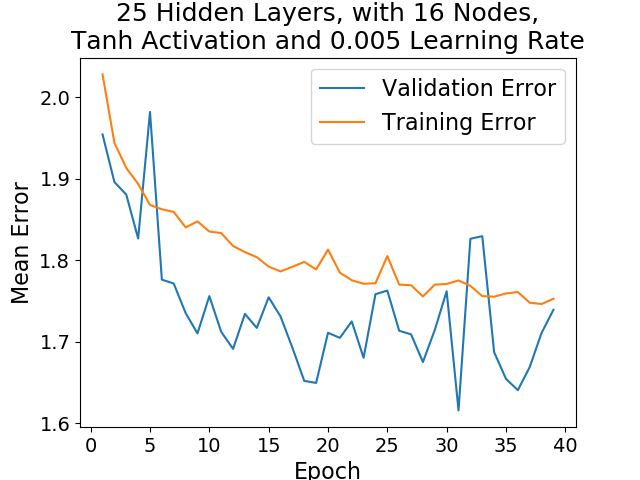 25 Hidden Layers, with 16 Nodes,
Tanh Activation and 0.005 Learning Rate
Validation Error
Training Error
Mean Error
2.0
1.9
1.8
1.7
1.6
0 5 10 15 20 25 30 35 40
Epoch